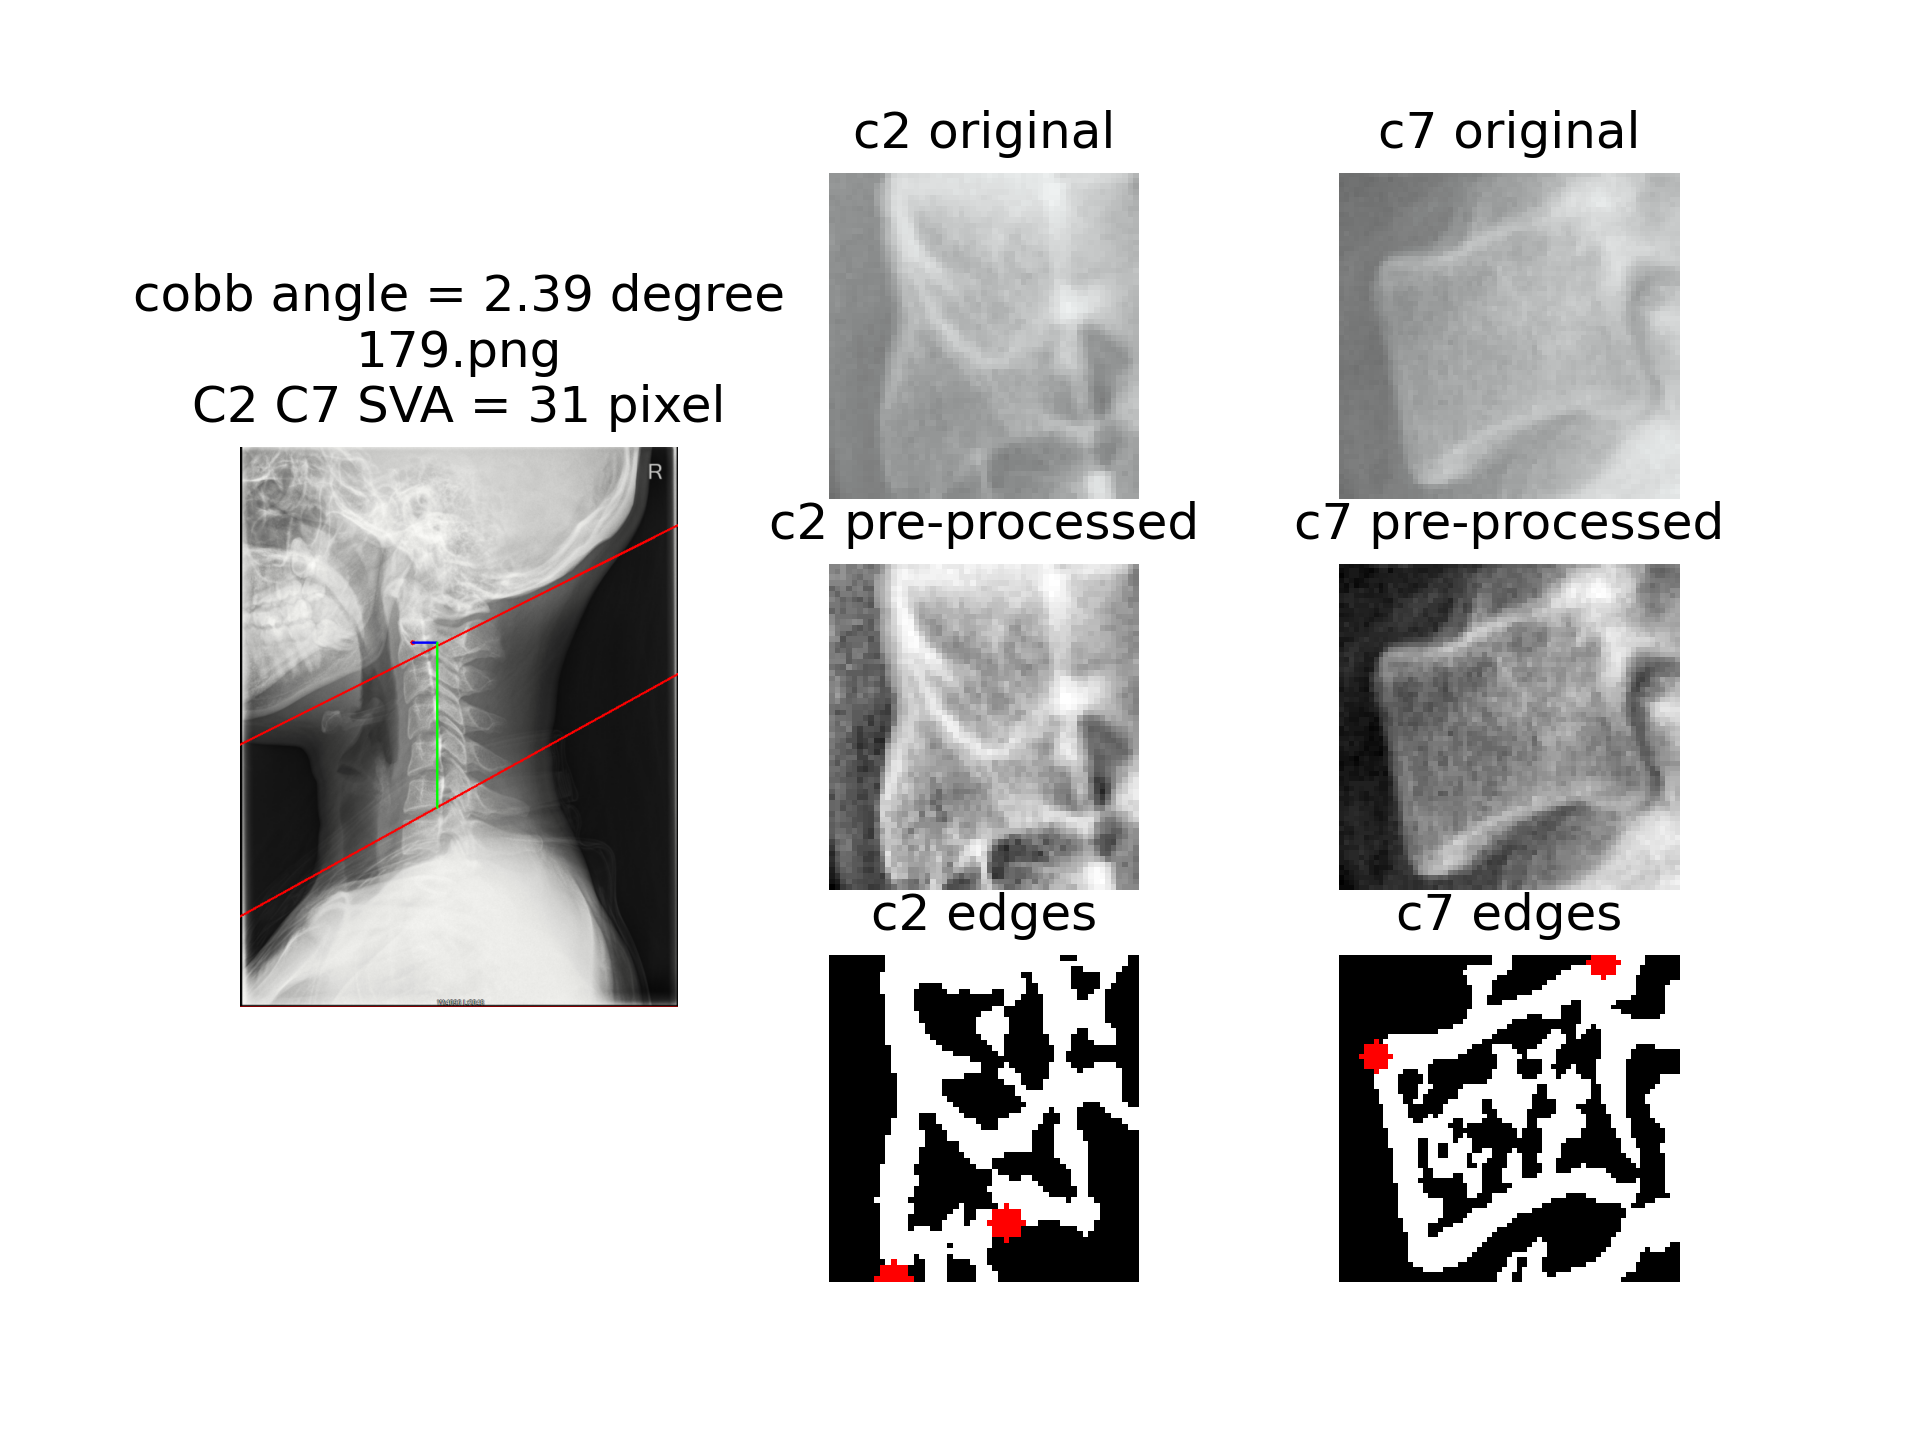 cobb angle = 2.39 degree
179.png
C2 C7 SVA = 31 pixel
R
c2 original
c7 original
c2 pre-processed
c7 pre-processed
c2 edges
c7 edges